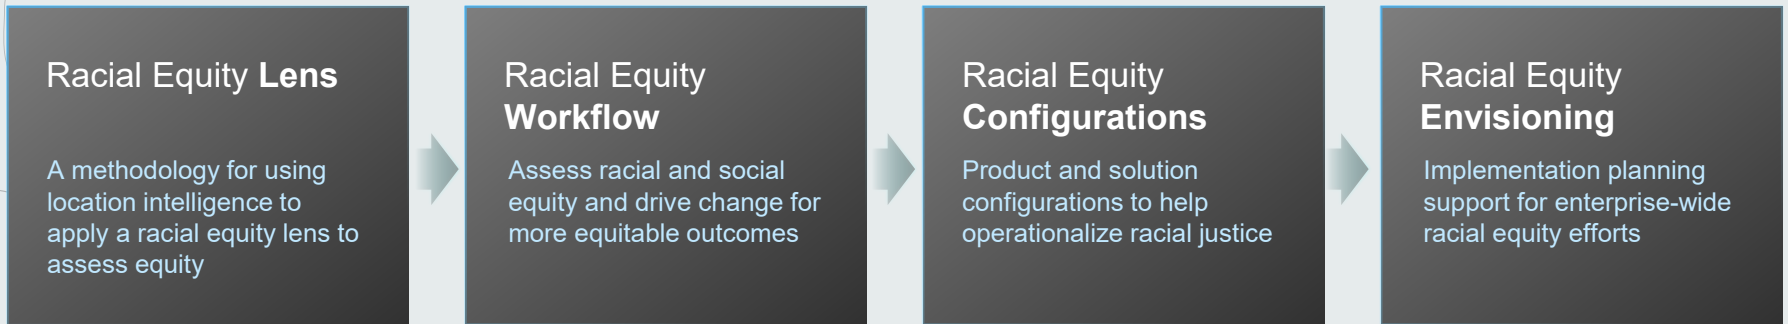 Racial Equity Lens
A methodology for using
location intelligence to
apply a racial equity lens to
assess equity
Racial Equity
Workflow
Assess racial and social
equity and drive change for
more equitable outcomes
Racial Equity
Configurations
Product and solution
configurations to help
operationalize racial justice
Racial Equity
Envisioning
Implementation planning
support for enterprise-wide
racial equity efforts